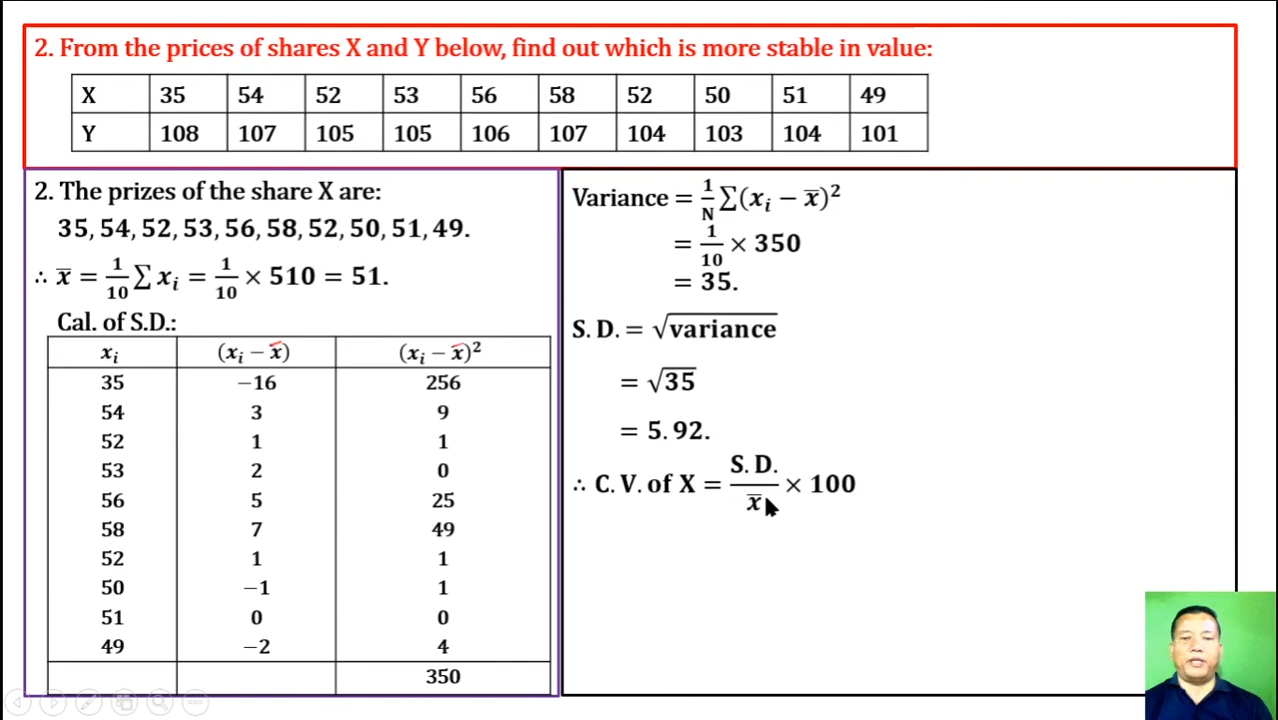 2. From the prices of shares X and Y below, find out which is more stable in value:
X 35 54 52 53 56 58 52 50 51 49
Y 108 107 105 105 106 107 104 103 104 101
2. The prizes of the share X are:
35, 54, 52, 53, 56, 58, 52, 50, 51, 49.
∴ x̅ = 1/10 ∑ xᵢ = 1/10 × 510 = 51.
Cal. of S.D.:
xᵢ (xᵢ − x̅) (xᵢ − x̅)²
35 −16 256
54 3 9
52 1 1
53 2 0
56 5 25
58 7 49
52 1 1
50 −1 1
51 0 0
49 −2 4
350
Variance = 1/N ∑(xᵢ − x̅)²
= 1/10 × 350
= 35.
S. D. = √variance
= √35
= 5. 92.
∴ C. V. of X = S. D./x̅ × 100